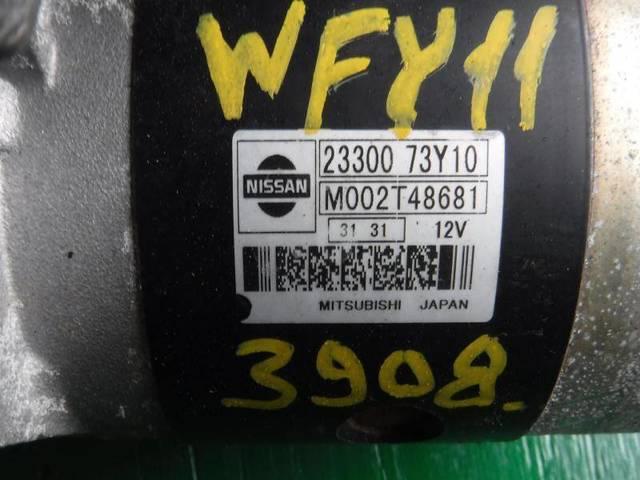 WFY11
23300 73Y10
NISSAN
M002T48681
31 31 12V
MITSUBISHI JAPAN
3908.